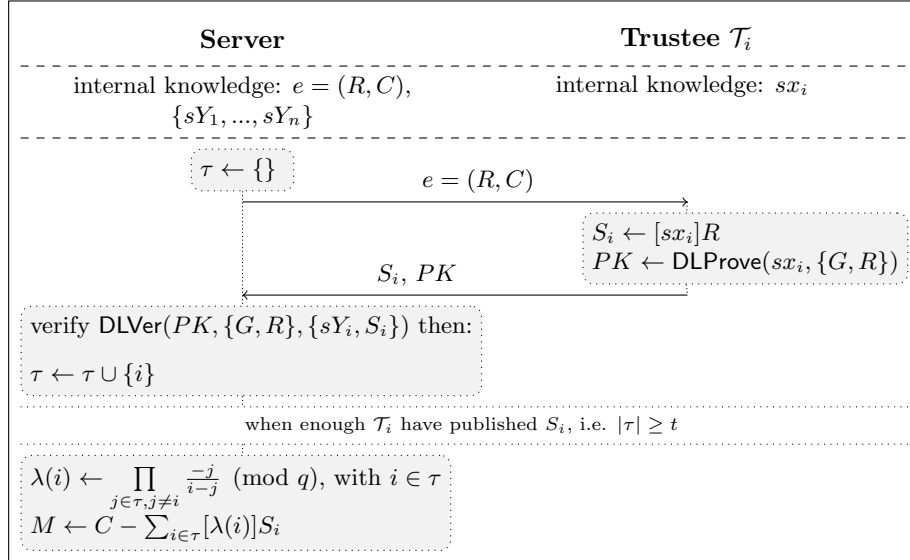 Server
Trustee 𝒯ᵢ
internal knowledge: e = (R, C),
{sY₁, ..., sYₙ}
internal knowledge: sxᵢ
τ ← {}
e = (R, C)
Sᵢ ← [sxᵢ]R
PK ← DLProve(sxᵢ, {G, R})
Sᵢ, PK
verify DLVer(PK, {G, R}, {sYᵢ, Sᵢ}) then:
τ ← τ ∪ {i}
when enough 𝒯ᵢ have published Sᵢ, i.e. |τ| ≥ t
λ(i) ← ∏_{j∈τ,j≠i} \frac{-j}{i-j} (mod q), with i ∈ τ
M ← C − ∑_{i∈τ}[λ(i)]Sᵢ